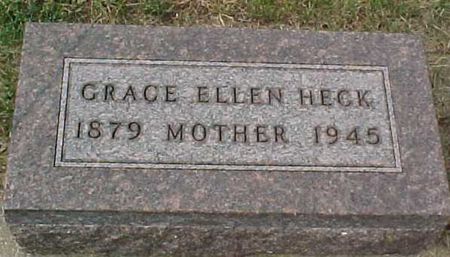 GRACE ELLEN HECK
1879 MOTHER 1945